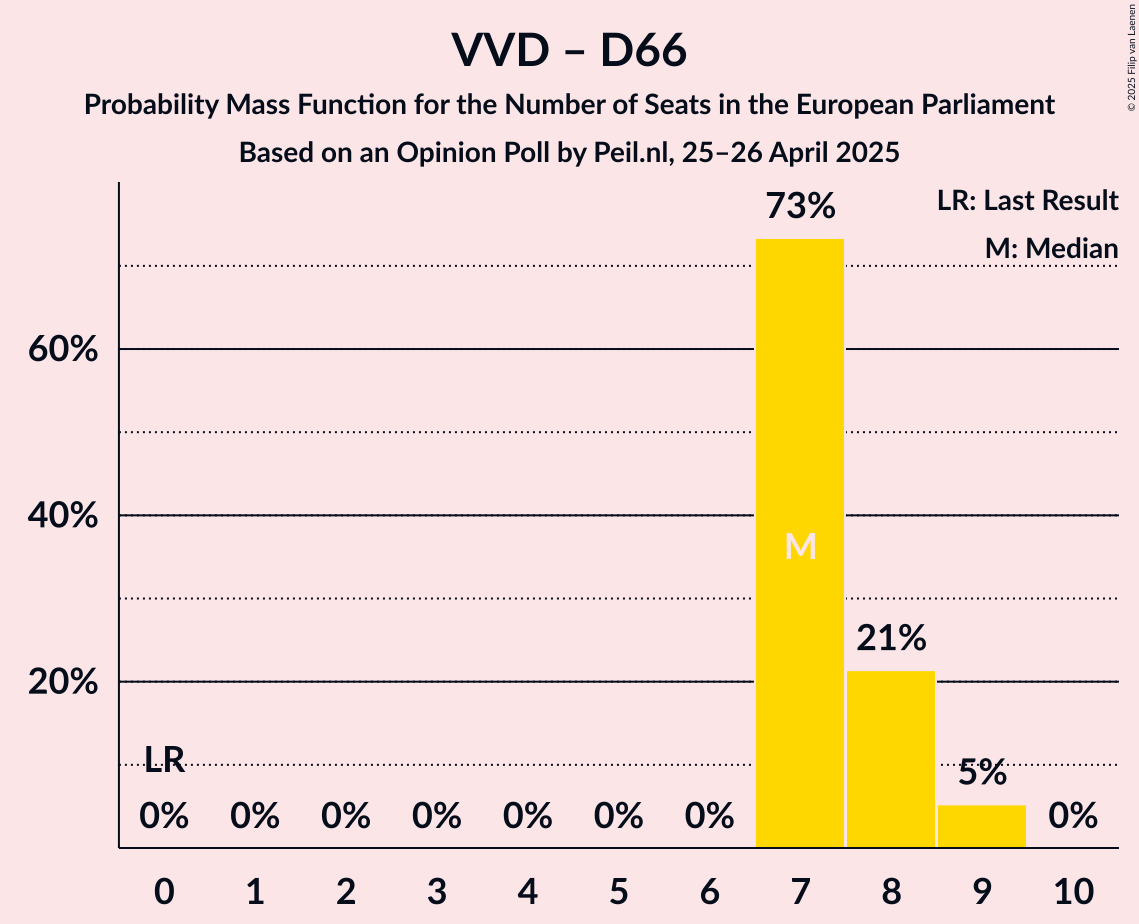 VVD – D66
Probability Mass Function for the Number of Seats in the European Parliament
Based on an Opinion Poll by Peil.nl, 25–26 April 2025
© 2025 Filip van Laenen
LR: Last Result
M: Median
73%
60%
40%
M
21%
20%
LR
5%
0% 0% 0% 0% 0% 0% 0% 0%
0 1 2 3 4 5 6 7 8 9 10